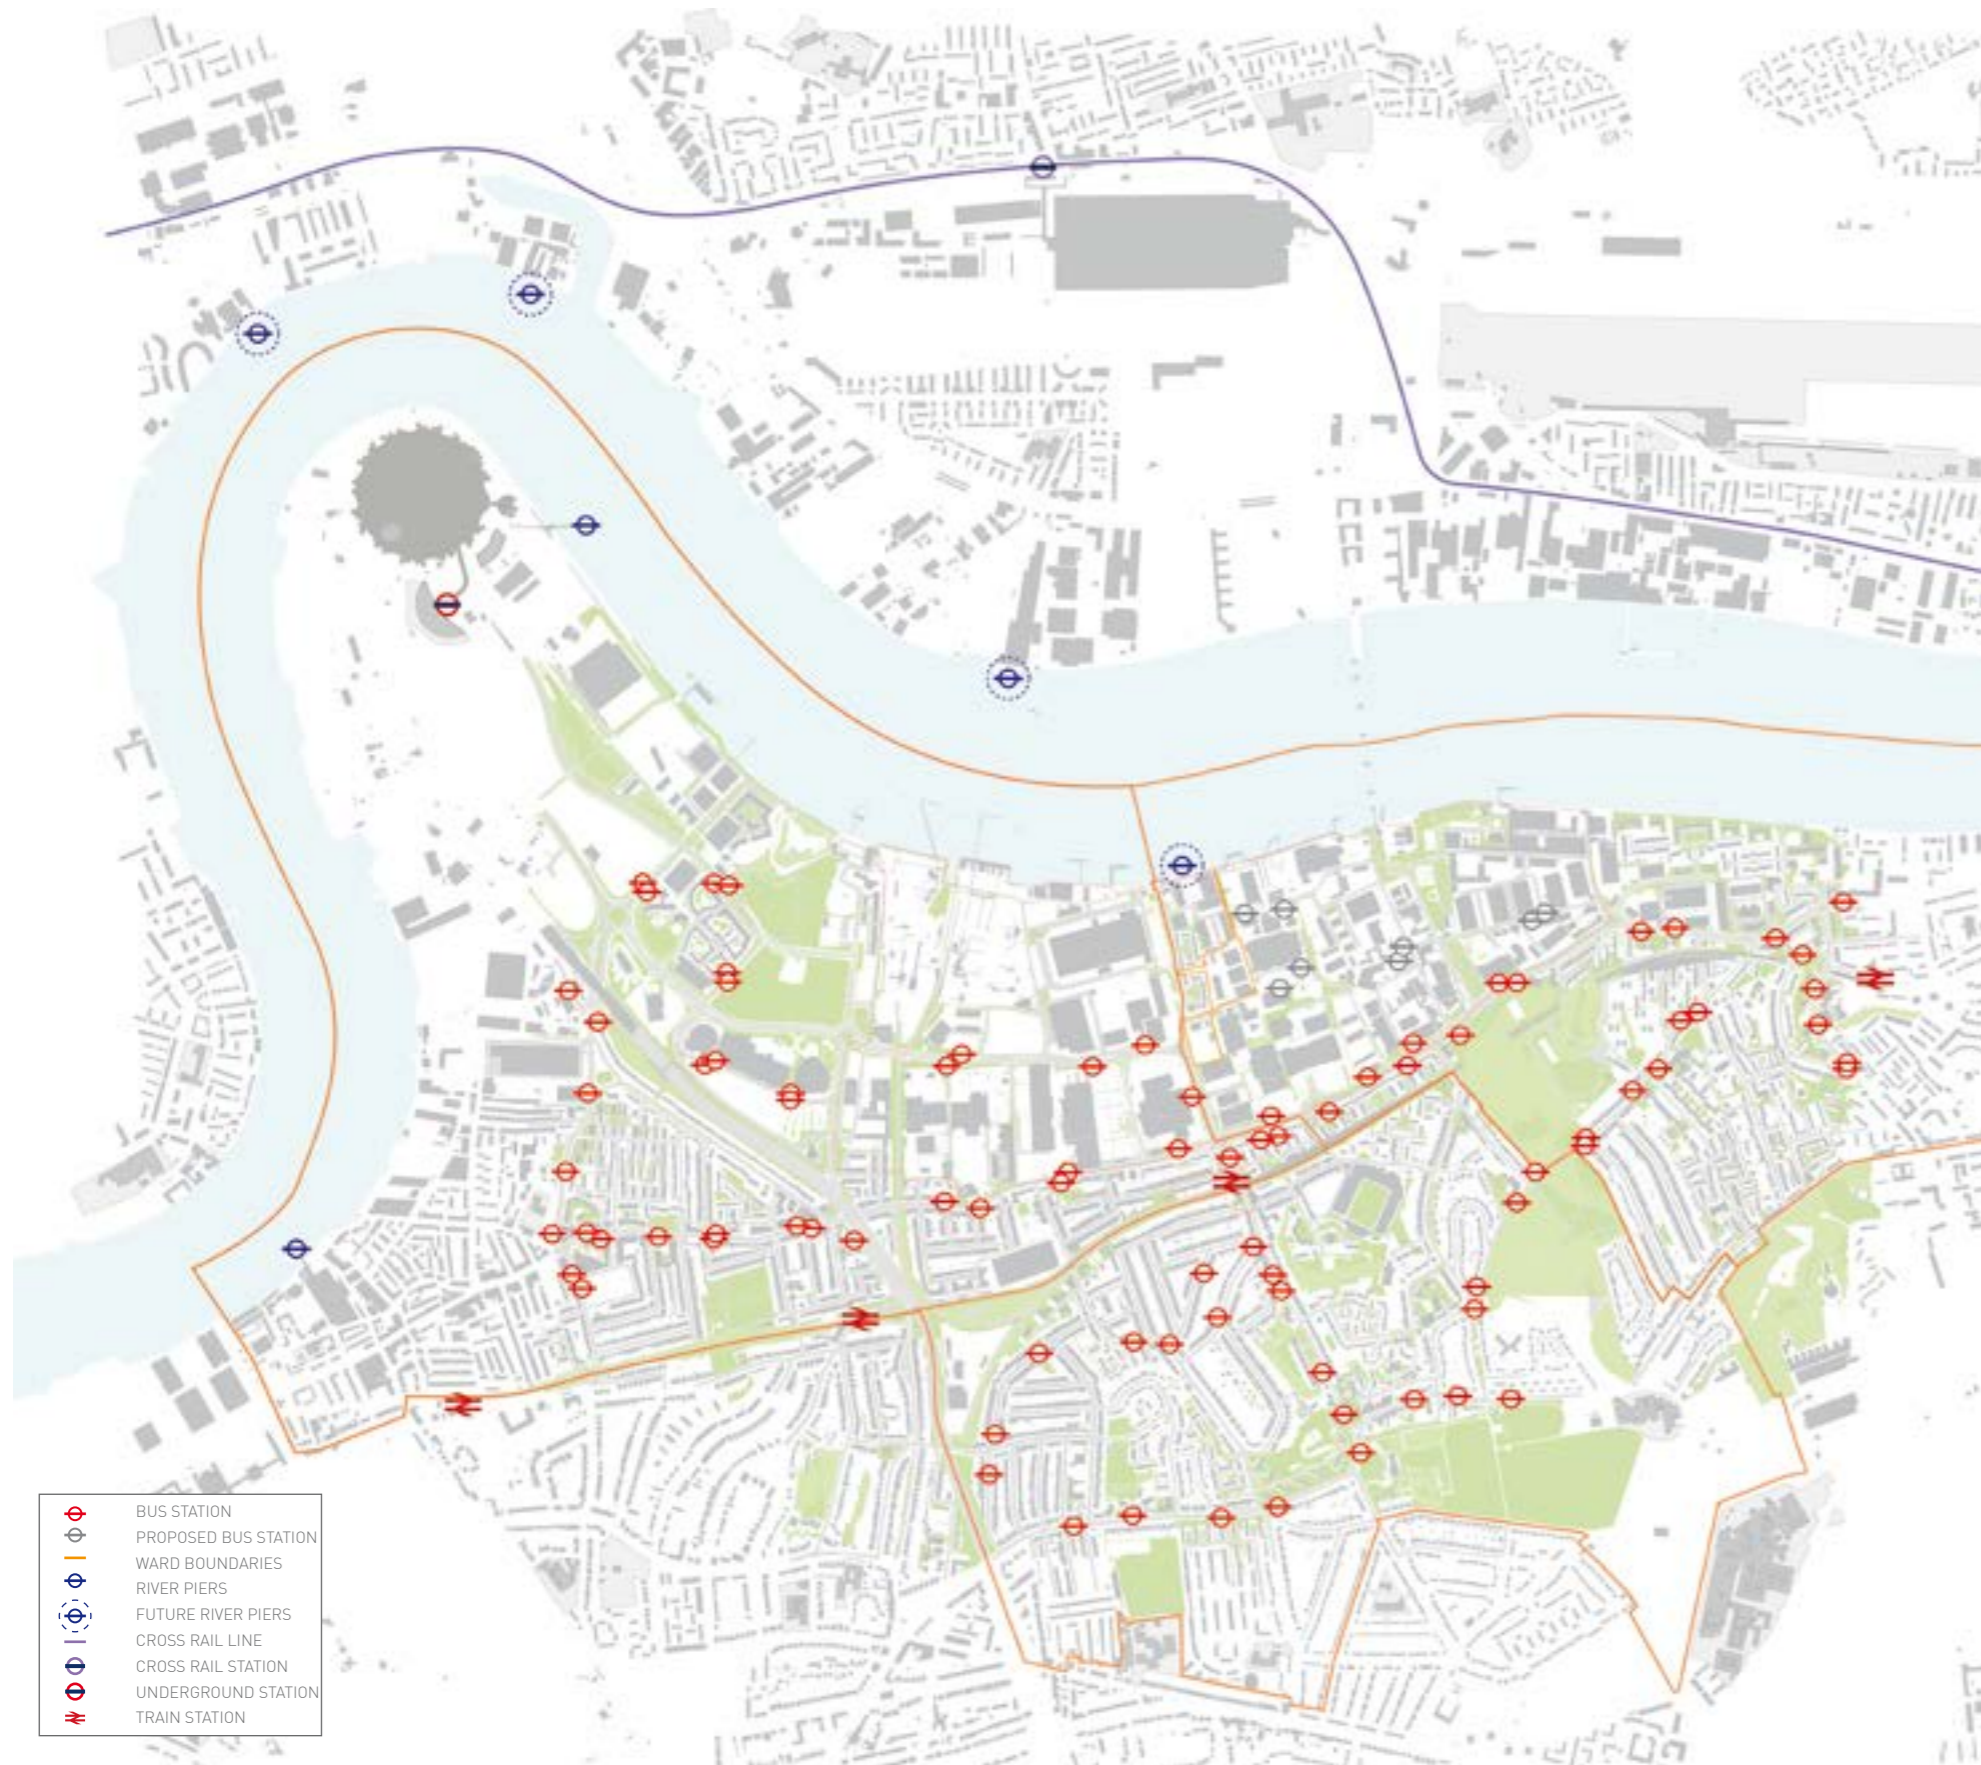 BUS STATION
PROPOSED BUS STATION
WARD BOUNDARIES
RIVER PIERS
FUTURE RIVER PIERS
CROSS RAIL LINE
CROSS RAIL STATION
UNDERGROUND STATION
TRAIN STATION